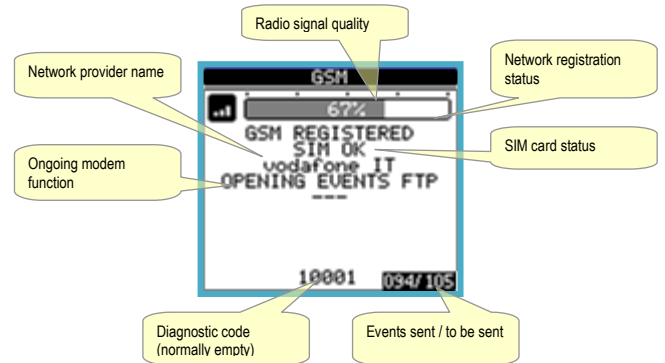 Radio signal quality
Network provider name
Network registration
status
GSM
67%
GSM REGISTERED
SIM OK
vodafone IT
OPENING EVENTS FTP
---
SIM card status
Ongoing modem
function
10001
094/105
Diagnostic code
(normally empty)
Events sent / to be sent